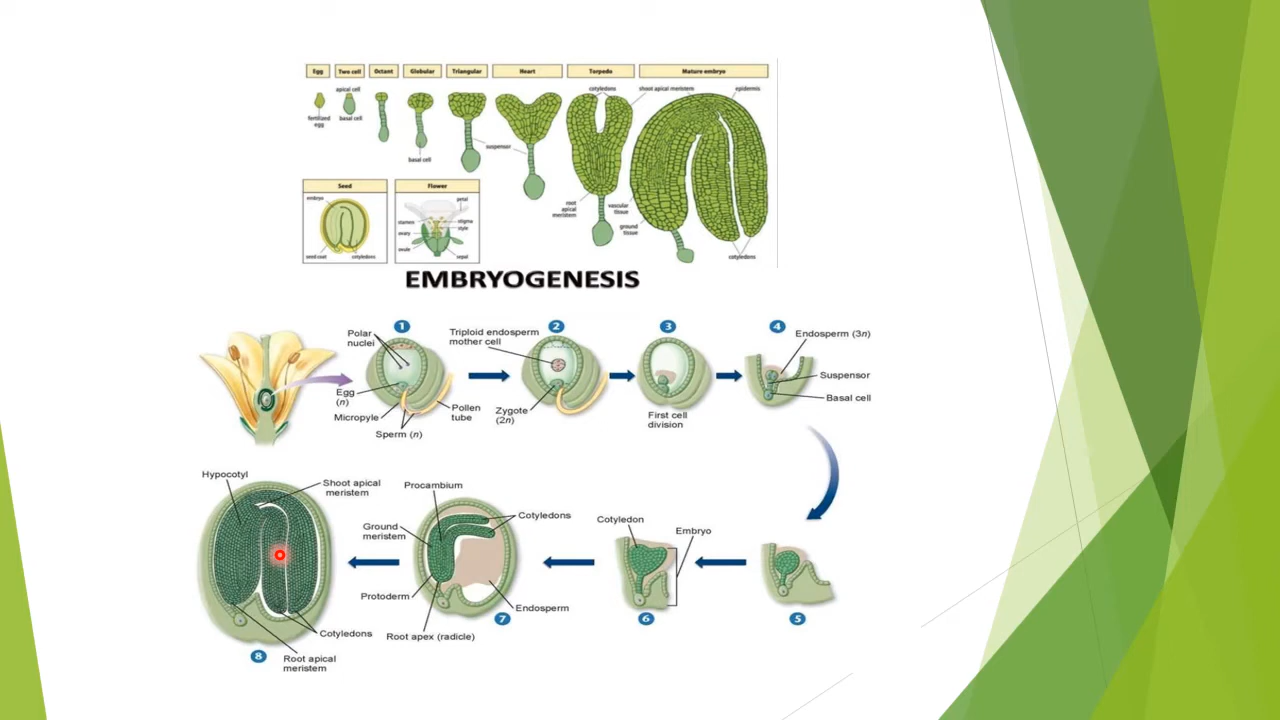 Egg
Two cell
Octant
Globular
Triangular
Heart
Torpedo
Mature embryo
apical cell
fertilized
egg
basal cell
basal cell
suspensor
cotyledons
shoot apical meristem
epidermis
root
apical
meristem
vascular
tissue
ground
tissue
cotyledons
Seed
embryo
seed coat
cotyledons
Flower
petal
stamen
stigma
style
ovary
ovule
sepal
EMBRYOGENESIS
1
Polar
nuclei
Egg
(n)
Micropyle
Sperm (n)
Pollen
tube
2
Triploid endosperm
mother cell
Zygote
(2n)
3
First cell
division
4
Endosperm (3n)
Suspensor
Basal cell
5
6
Cotyledon
Embryo
7
Procambium
Cotyledons
Ground
meristem
Protoderm
Endosperm
Root apex (radicle)
8
Hypocotyl
Shoot apical
meristem
Cotyledons
Root apical
meristem